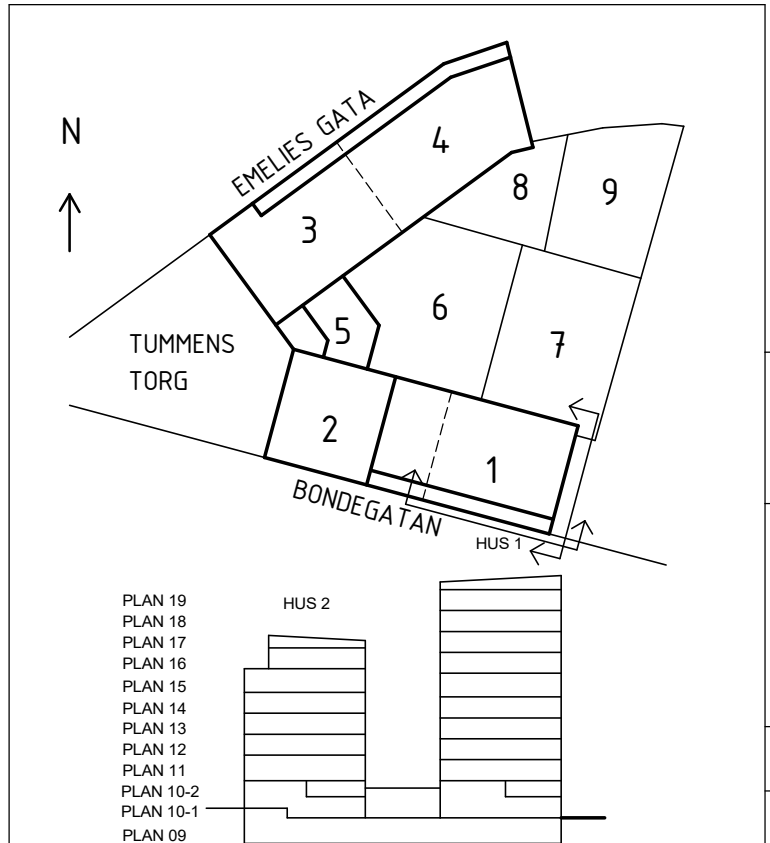 EMELIES GATA
N
4
8
9
3
6
5
7
TUMMENS
TORG
2
1
BONDEGATAN
HUS 1
HUS 2
PLAN 19
PLAN 18
PLAN 17
PLAN 16
PLAN 15
PLAN 14
PLAN 13
PLAN 12
PLAN 11
PLAN 10-2
PLAN 10-1
PLAN 09